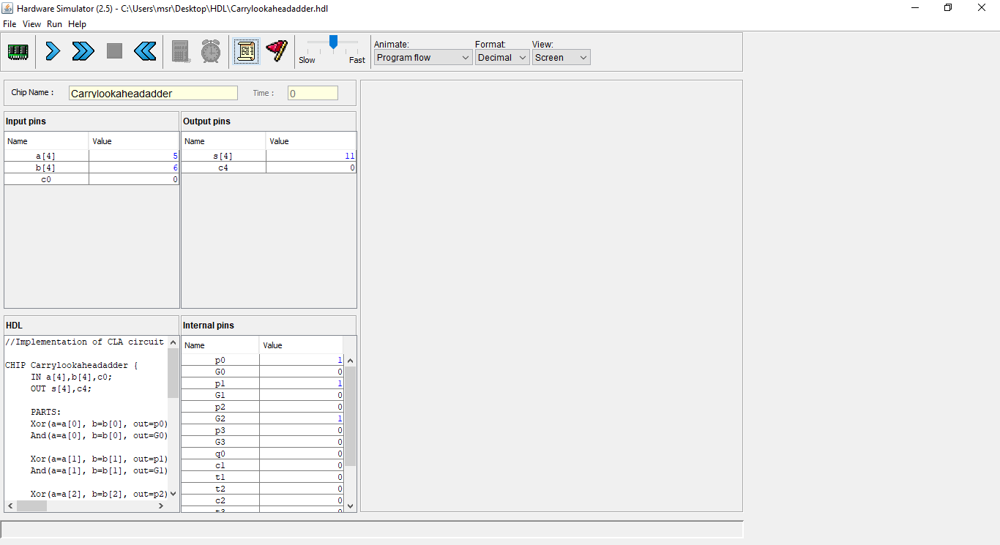 Hardware Simulator (2.5) - C:\Users\msr\Desktop\HDL\Carrylookaheadadder.hdl
File View Run Help
Animate: Format: View:
Slow Fast Program flow Decimal Screen
Chip Name : Carrylookaheadadder Time : 0
Input pins
Name Value
a[4] 5
b[4] 6
c0 0
Output pins
Name Value
s[4] 11
c4 0
HDL
//Implementation of CLA circuit
CHIP Carrylookaheadadder {
IN a[4],b[4],c0;
OUT s[4],c4;
PARTS:
Xor(a=a[0], b=b[0], out=p0)
And(a=a[0], b=b[0], out=G0)
Xor(a=a[1], b=b[1], out=p1)
And(a=a[1], b=b[1], out=G1)
Xor(a=a[2], b=b[2], out=p2)
Internal pins
Name Value
p0 1
G0 0
p1 1
G1 0
p2 0
G2 1
p3 0
G3 0
q0 0
c1 0
t1 0
t2 0
c2 0
t3 0